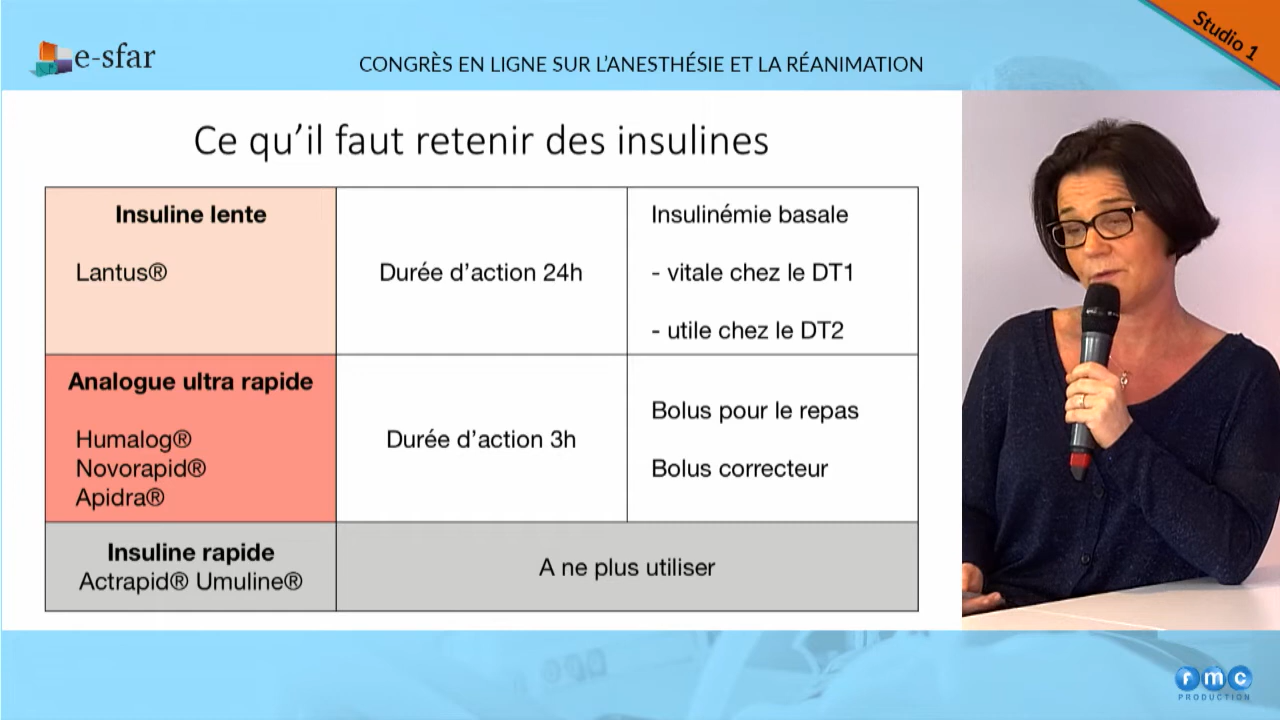 Studio 1
e-sfar
CONGRÈS EN LIGNE SUR L'ANESTHÉSIE ET LA RÉANIMATION
Ce qu'il faut retenir des insulines
Insuline lente
Lantus®
Durée d'action 24h
Insulinémie basale
- vitale chez le DT1
- utile chez le DT2
Analogue ultra rapide
Humalog®
Novorapid®
Apidra®
Durée d'action 3h
Bolus pour le repas
Bolus correcteur
Insuline rapide
Actrapid® Umuline®
A ne plus utiliser
rmc
PRODUCTION